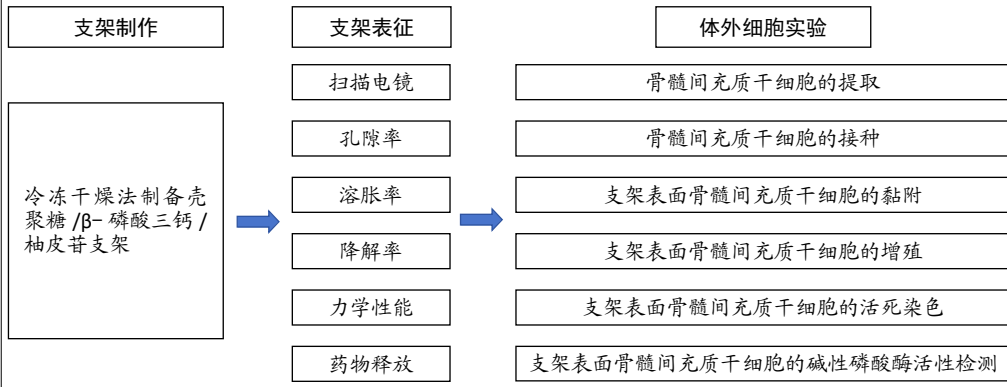 支架制作
支架表征
体外细胞实验
冷冻干燥法制备壳
聚糖/β-磷酸三钙/
柚皮苷支架
扫描电镜
孔隙率
溶胀率
降解率
力学性能
药物释放
骨髓间充质干细胞的提取
骨髓间充质干细胞的接种
支架表面骨髓间充质干细胞的黏附
支架表面骨髓间充质干细胞的增殖
支架表面骨髓间充质干细胞的活死染色
支架表面骨髓间充质干细胞的碱性磷酸酶活性检测